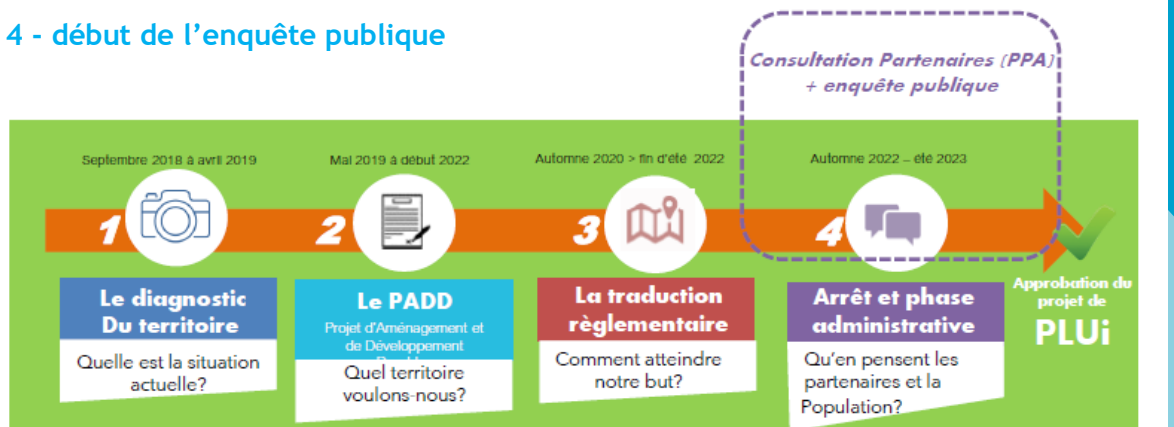 4 - début de l'enquête publique
Consultation Partenaires (PPA)
+ enquête publique
Septembre 2018 à avril 2019
Mai 2019 à début 2022
Automne 2020 > fin d'été 2022
Automne 2022 – été 2023
1
2
3
4
Le diagnostic
Du territoire
Quelle est la situation
actuelle?
Le PADD
Projet d'Aménagement et
de Développement
Quel territoire
voulons-nous?
La traduction
règlementaire
Comment atteindre
notre but?
Arrêt et phase
administrative
Qu'en pensent les
partenaires et la
Population?
Approbation du
projet de
PLUi